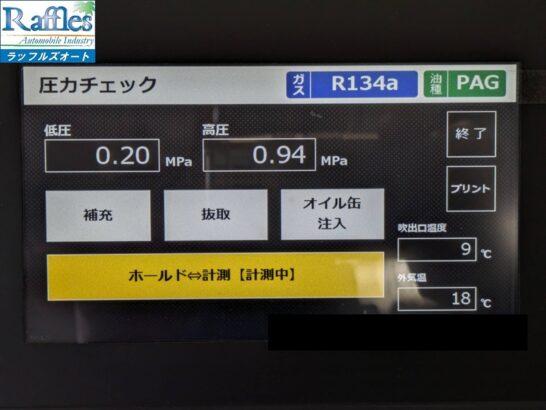 Raffles
Automobile Industry
ラッフルズオート
圧力チェック
ガス R134a
油種 PAG
低圧
0.20 MPa
高圧
0.94 MPa
終了
プリント
補充
抜取
オイル缶
注入
吹出口温度
9 ℃
ホールド⇔計測【計測中】
外気温
18 ℃